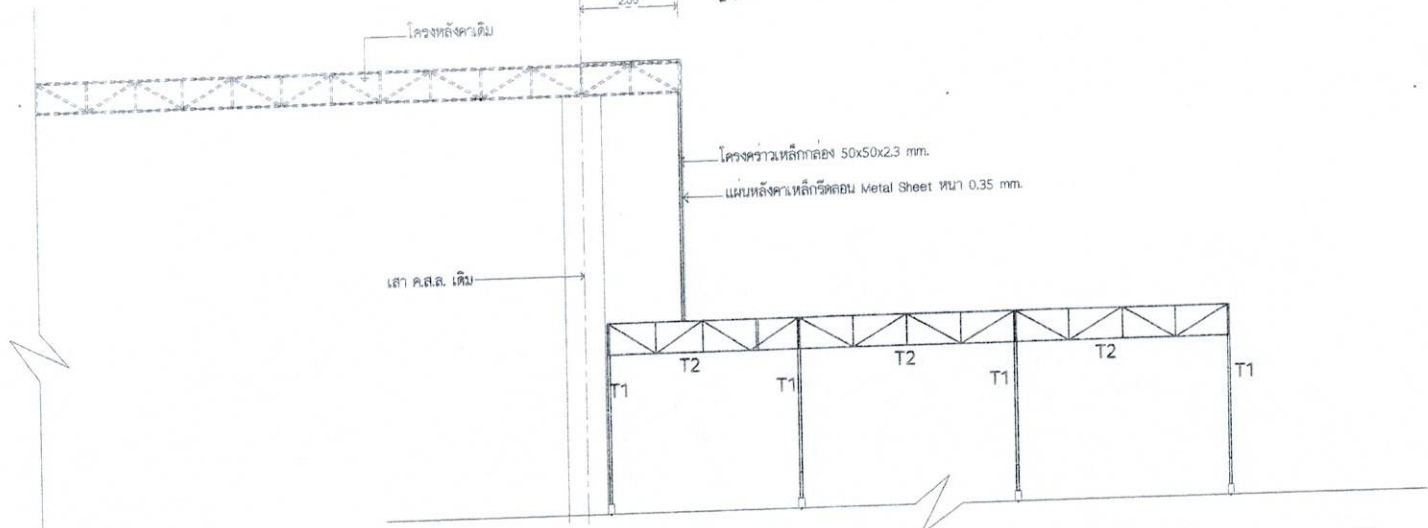 2.00
โครงหลังคาเดิม
โครงคร่าวเหล็กกล่อง 50x50x2.3 mm.
แผ่นหลังคาเหล็กรีดลอน Metal Sheet หนา 0.35 mm.
เสา ค.ส.ล. เดิม
T2
T2
T2
T1
T1
T1
T1